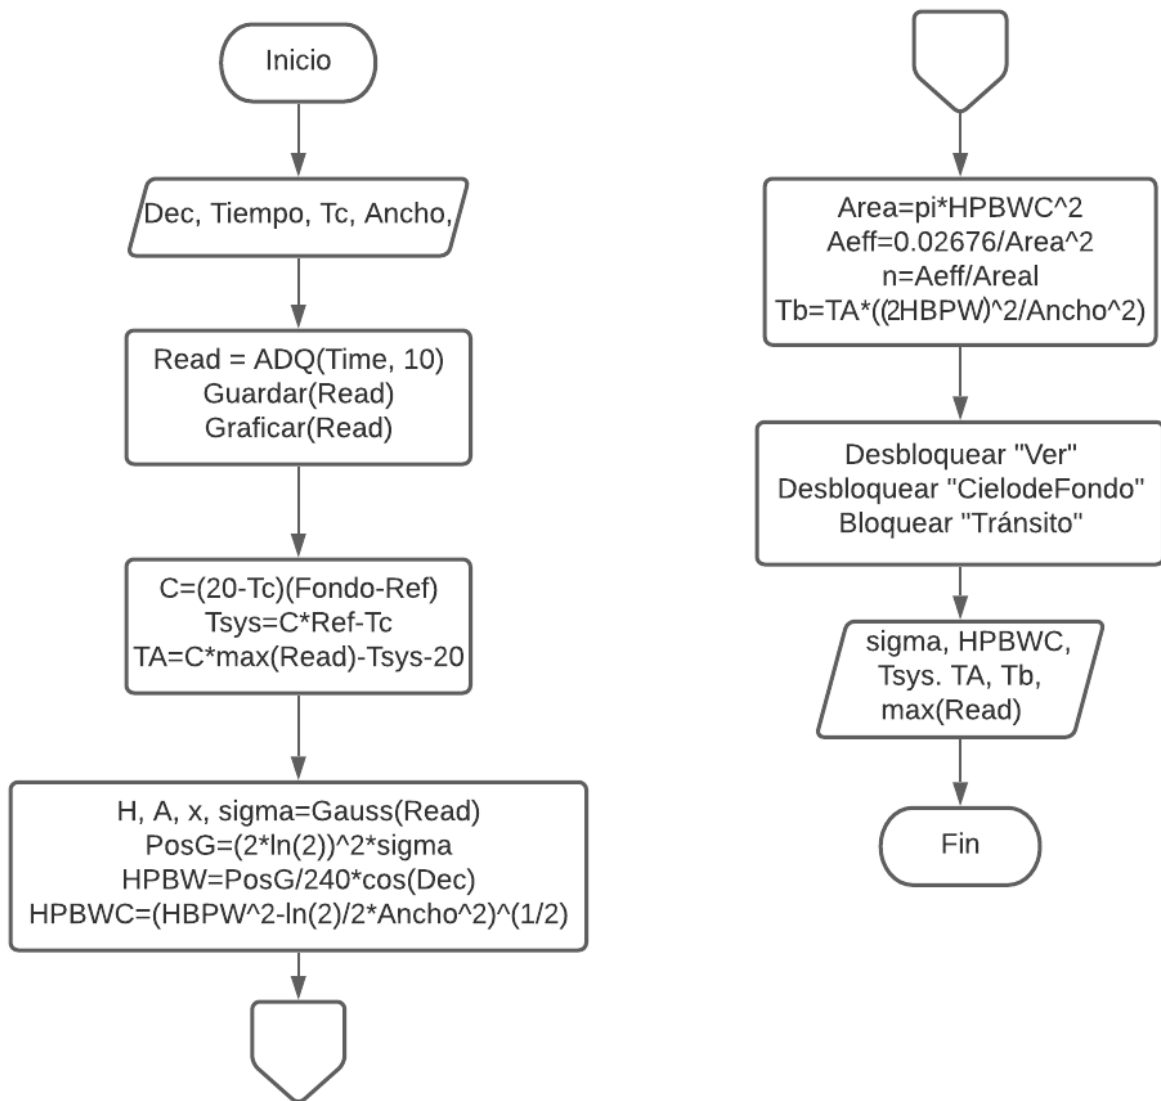 Inicio
Dec, Tiempo, Tc, Ancho,
Read = ADQ(Time, 10)
Guardar(Read)
Graficar(Read)
C=(20-Tc)(Fondo-Ref)
Tsys=C*Ref-Tc
TA=C*max(Read)-Tsys-20
H, A, x, sigma=Gauss(Read)
PosG=(2*ln(2))^2*sigma
HPBW=PosG/240*cos(Dec)
HPBWC=(HBPW^2-ln(2)/2*Ancho^2)^(1/2)
Area=pi*HPBWC^2
Aeff=0.02676/Area^2
n=Aeff/Areal
Tb=TA*((2HBPW)^2/Ancho^2)
Desbloquear "Ver"
Desbloquear "CielodeFondo"
Bloquear "Tránsito"
sigma, HPBWC,
Tsys. TA, Tb,
max(Read)
Fin